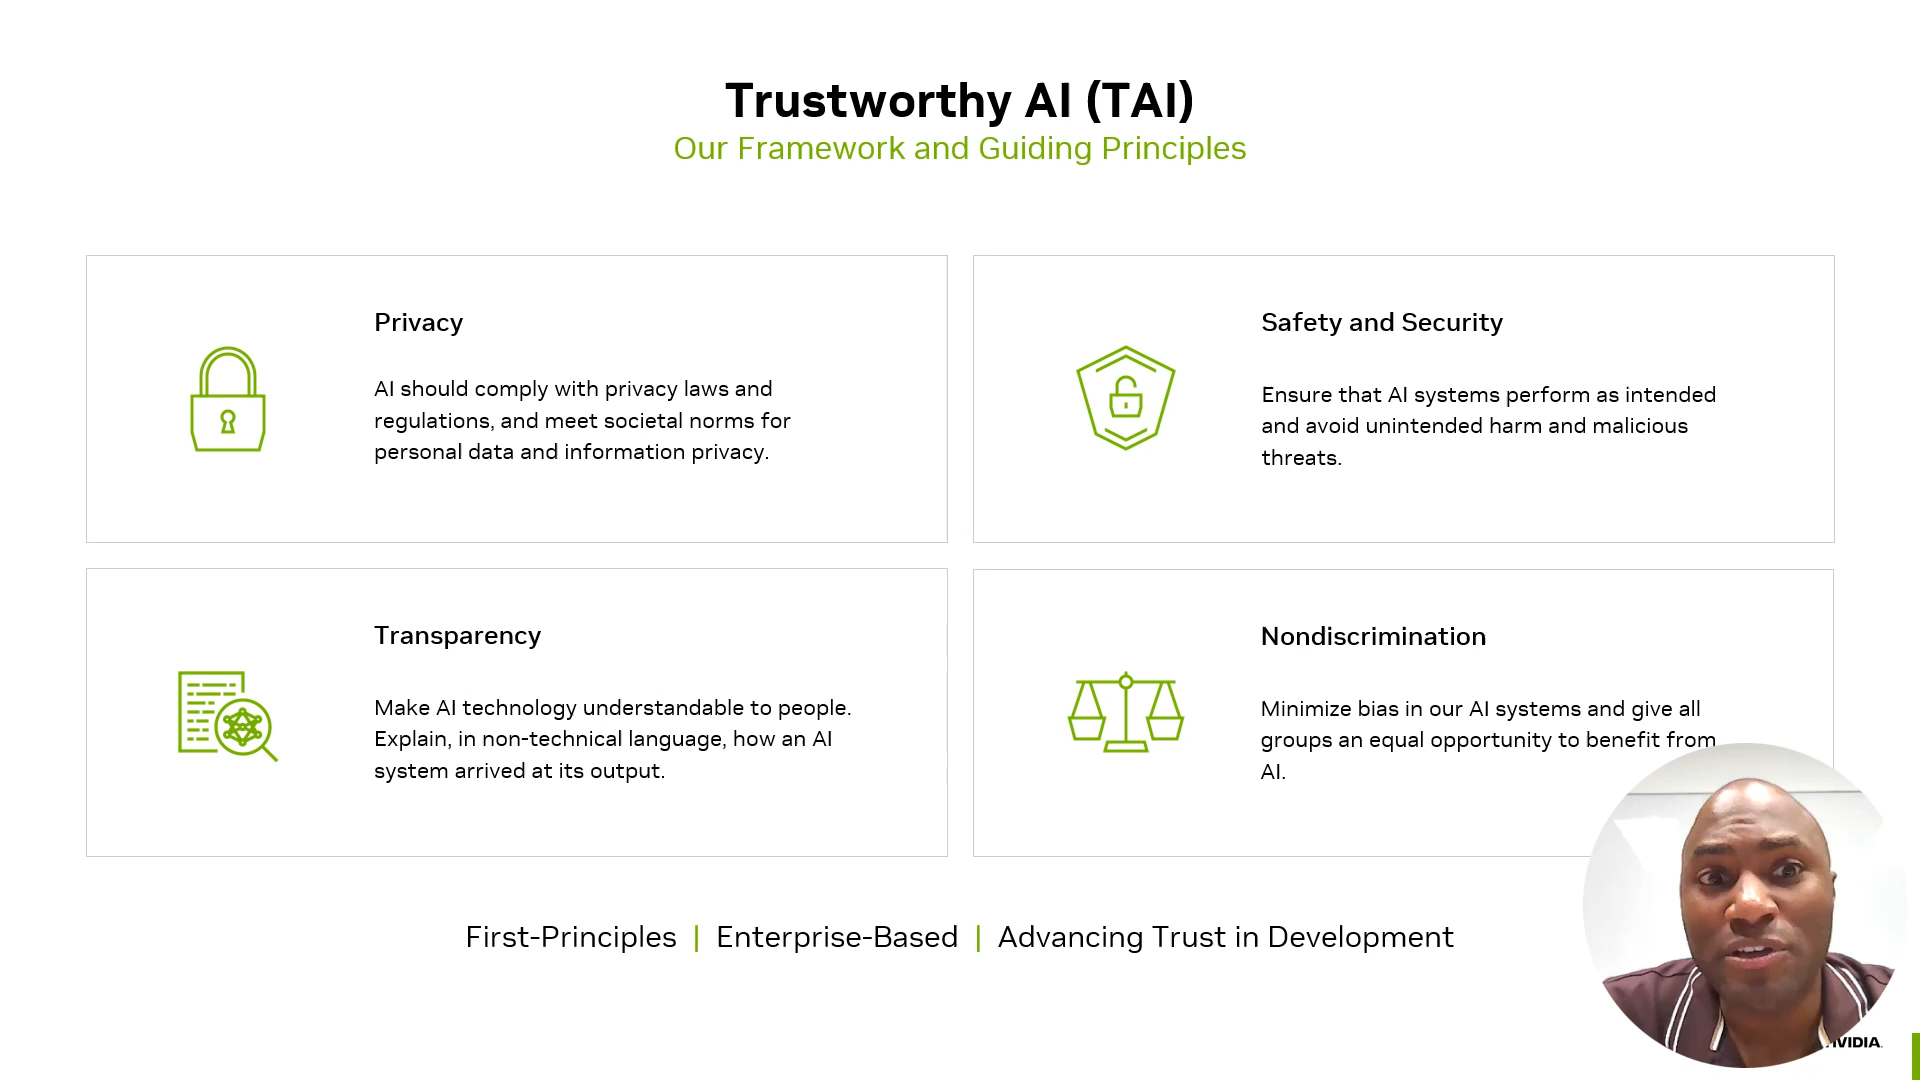 Trustworthy AI (TAI)
Our Framework and Guiding Principles
Privacy
AI should comply with privacy laws and
regulations, and meet societal norms for
personal data and information privacy.
Safety and Security
Ensure that AI systems perform as intended
and avoid unintended harm and malicious
threats.
Transparency
Make AI technology understandable to people.
Explain, in non-technical language, how an AI
system arrived at its output.
Nondiscrimination
Minimize bias in our AI systems and give all
groups an equal opportunity to benefit from
AI.
First-Principles | Enterprise-Based | Advancing Trust in Development